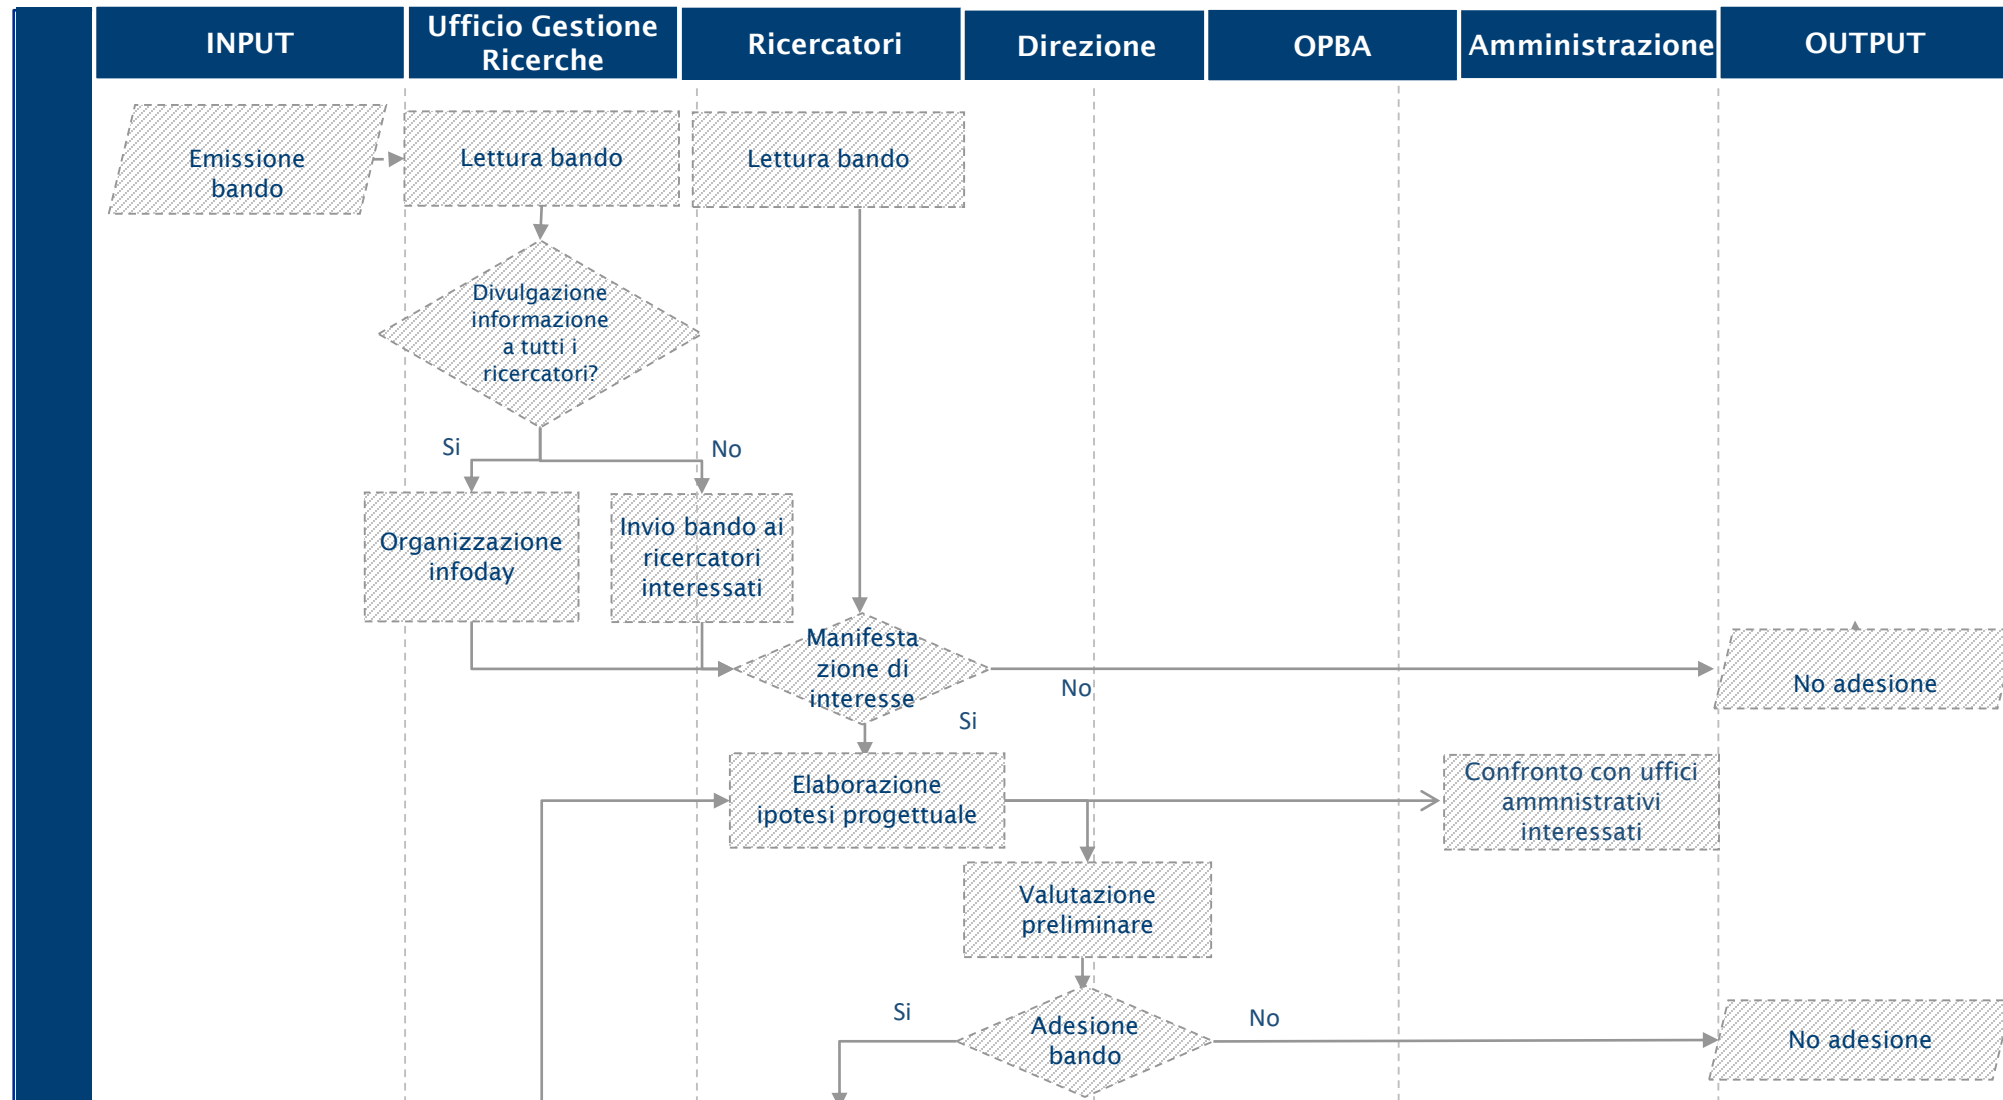 INPUT
Ufficio Gestione
Ricerche
Ricercatori
Direzione
OPBA
Amministrazione
OUTPUT
Emissione
bando
Lettura bando
Lettura bando
Divulgazione
informazione
a tutti i
ricercatori?
Si
No
Organizzazione
infoday
Invio bando ai
ricercatori
interessati
Manifesta
zione di
interesse
No
No adesione
Si
Elaborazione
ipotesi progettuale
Confronto con uffici
ammnistrativi
interessati
Valutazione
preliminare
Si
Adesione
bando
No
No adesione